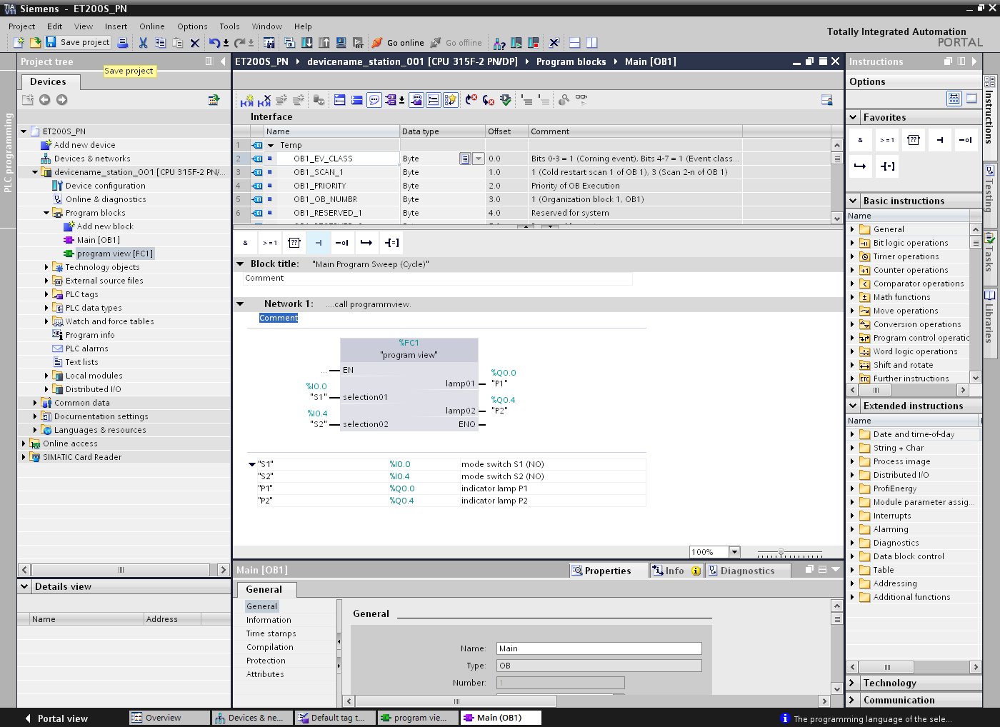 TIA
V11
Siemens - ET200S_PN
Project Edit View Insert Online Options Tools Window Help
Totally Integrated Automation
PORTAL
Save project
Go online
Go offline
Project tree
Save project
Devices
PLC programming
ET200S_PN
Add new device
Devices & networks
devicename_station_001 [CPU 315F-2 PN/...
Device configuration
Online & diagnostics
Program blocks
Add new block
Main [OB1]
program view [FC1]
Technology objects
External source files
PLC tags
PLC data types
Watch and force tables
Program info
PLC alarms
Text lists
Local modules
Distributed I/O
Common data
Documentation settings
Languages & resources
Online access
SIMATIC Card Reader
Details view
Name Address
ET200S_PN devicename_station_001 [CPU 315F-2 PN/DP] Program blocks Main [OB1]
Interface
Name Data type Offset Comment
1 Temp
2 OB1_EV_CLASS Byte 0.0 Bits 0-3 = 1 (Coming event), Bits 4-7 = 1 (Event class...
3 OB1_SCAN_1 Byte 1.0 1 (Cold restart scan 1 of OB 1), 3 (Scan 2-n of OB 1)
4 OB1_PRIORITY Byte 2.0 Priority of OB Execution
5 OB1_OB_NUMBR Byte 3.0 1 (Organization block 1, OB1)
6 OB1_RESERVED_1 Byte 4.0 Reserved for system
& >=1 ??
Block title: "Main Program Sweep (Cycle)"
Comment
Network 1: ....call programmview.
Comment
%FC1
"program view"
... EN
%I0.0
"S1" selection01
%I0.4
"S2" selection02
%Q0.0
lamp01 "P1"
%Q0.4
lamp02 "P2"
ENO
"S1" %I0.0 mode switch S1 (NO)
"S2" %I0.4 mode switch S2 (NO)
"P1" %Q0.0 indicator lamp P1
"P2" %Q0.4 indicator lamp P2
100%
Main [OB1]
Properties Info Diagnostics
General
General
Information
Time stamps
Compilation
Protection
Attributes
General
Name: Main
Type: OB
Number: 1
Instructions
Options
Favorites
& >=1 ??
Basic instructions
Name
General
Bit logic operations
Timer operations
Counter operations
Comparator operations
Math functions
Move operations
Conversion operations
Program control operatic
Word logic operations
Shift and rotate
Further instructions
Extended instructions
Name
Date and time-of-day
String + Char
Process image
Distributed I/O
ProfiEnergy
Module parameter assig...
Interrupts
Alarming
Diagnostics
Data block control
Table
Addressing
Additional functions
Technology
Communication
Instructions
Testing
Tasks
Libraries
Portal view Overview Devices & ne... Default tag t... program vie... Main (OB1) The programming language of the sele...